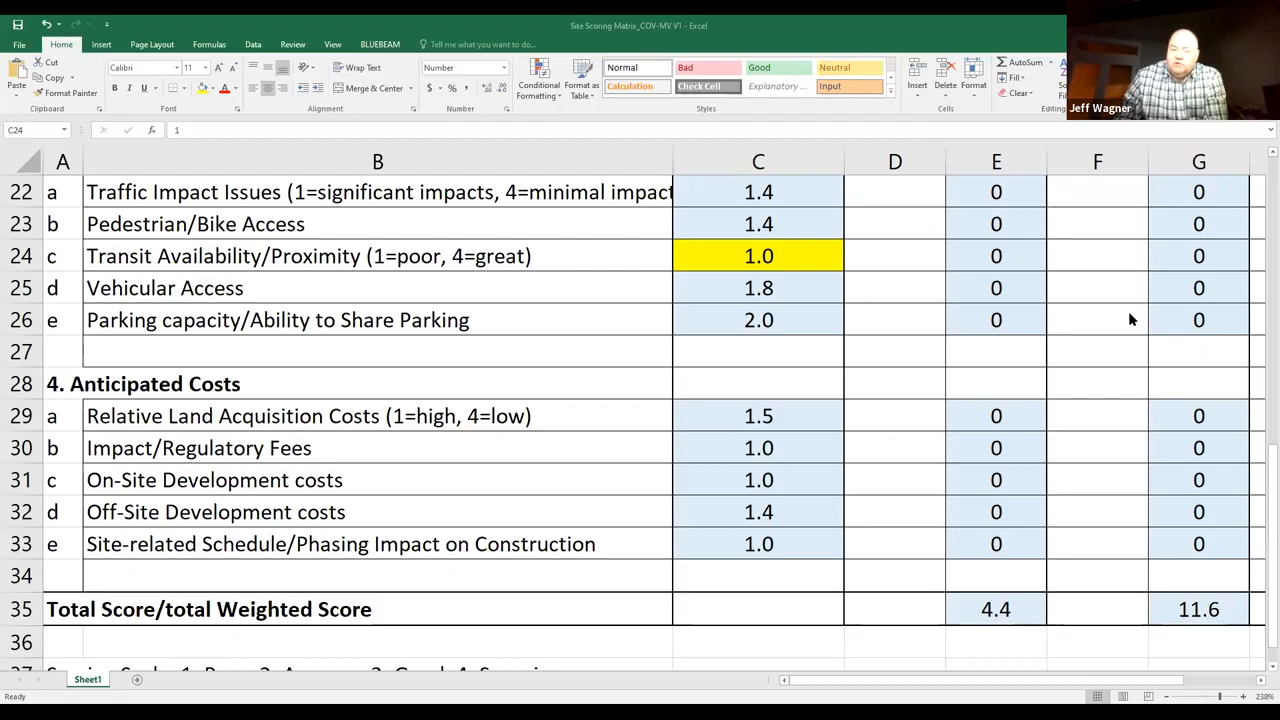 Site Scoring Matrix_COV-MV V1 - Excel
File Home Insert Page Layout Formulas Data Review View BLUEBEAM Tell me what you want to do...
Cut
Copy
Format Painter
Paste
Clipboard
Calibri 11
Font
Wrap Text
Merge & Center
Alignment
Number
Number
Conditional Formatting
Format as Table
Normal Bad Good Neutral
Calculation Check Cell Explanatory ... Input
Styles
Insert Delete Format
Cells
AutoSum
Fill
Clear
Editing
Jeff Wagner
C24 1
A B C D E F G
22 a Traffic Impact Issues (1=significant impacts, 4=minimal impact 1.4 0 0
23 b Pedestrian/Bike Access 1.4 0 0
24 c Transit Availability/Proximity (1=poor, 4=great) 1.0 0 0
25 d Vehicular Access 1.8 0 0
26 e Parking capacity/Ability to Share Parking 2.0 0 0
27
28 4. Anticipated Costs
29 a Relative Land Acquisition Costs (1=high, 4=low) 1.5 0 0
30 b Impact/Regulatory Fees 1.0 0 0
31 c On-Site Development costs 1.0 0 0
32 d Off-Site Development costs 1.4 0 0
33 e Site-related Schedule/Phasing Impact on Construction 1.0 0 0
34
35 Total Score/total Weighted Score 4.4 11.6
36
Sheet1
Ready
238%